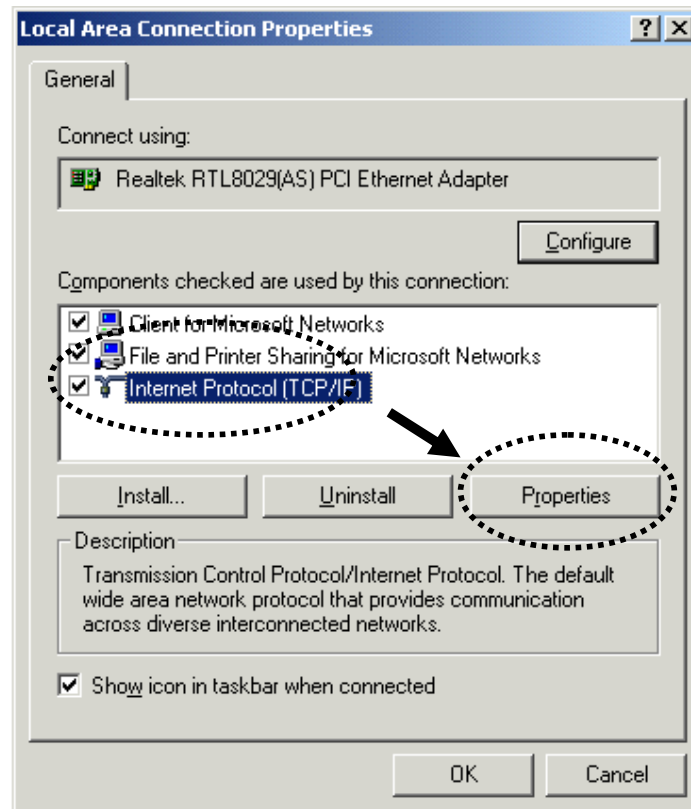 Local Area Connection Properties
General
Connect using:
Realtek RTL8029(AS) PCI Ethernet Adapter
Configure
Components checked are used by this connection:
Client for Microsoft Networks
File and Printer Sharing for Microsoft Networks
Internet Protocol (TCP/IP)
Install...
Uninstall
Properties
Description
Transmission Control Protocol/Internet Protocol. The default
wide area network protocol that provides communication
across diverse interconnected networks.
Show icon in taskbar when connected
OK
Cancel